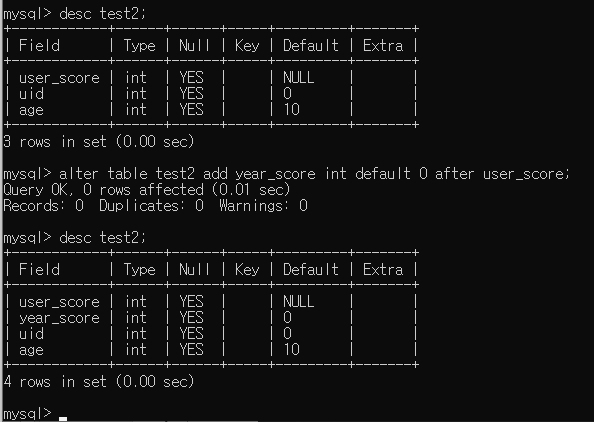 mysql> desc test2;
+------------+------+------+-----+---------+-------+
| Field      | Type | Null | Key | Default | Extra |
+------------+------+------+-----+---------+-------+
| user_score | int  | YES  |     | NULL    |       |
| uid        | int  | YES  |     | 0       |       |
| age        | int  | YES  |     | 10      |       |
+------------+------+------+-----+---------+-------+
3 rows in set (0.00 sec)
mysql> alter table test2 add year_score int default 0 after user_score;
Query OK, 0 rows affected (0.01 sec)
Records: 0  Duplicates: 0  Warnings: 0
mysql> desc test2;
+------------+------+------+-----+---------+-------+
| Field      | Type | Null | Key | Default | Extra |
+------------+------+------+-----+---------+-------+
| user_score | int  | YES  |     | NULL    |       |
| year_score | int  | YES  |     | 0       |       |
| uid        | int  | YES  |     | 0       |       |
| age        | int  | YES  |     | 10      |       |
+------------+------+------+-----+---------+-------+
4 rows in set (0.00 sec)
mysql>